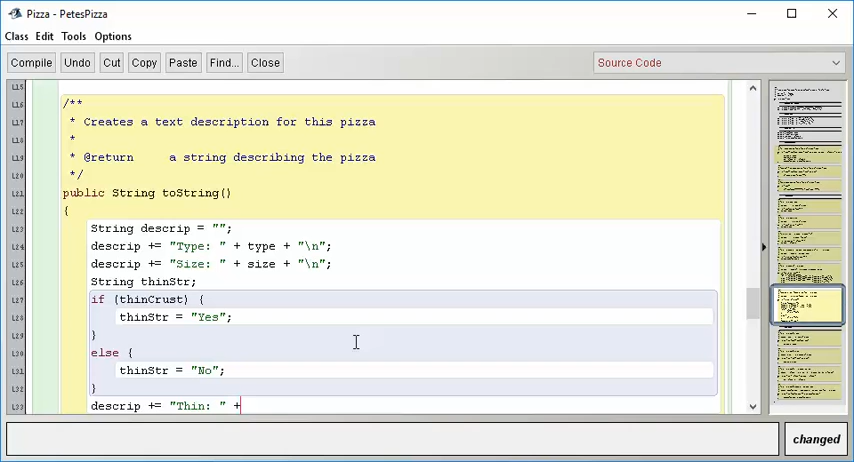 Pizza - PetesPizza
Class Edit Tools Options
Compile Undo Cut Copy Paste Find... Close Source Code
L15
L16 /**
L17 * Creates a text description for this pizza
L18 *
L19 * @return a string describing the pizza
L20 */
L21 public String toString()
L22 {
L23 String descrip = "";
L24 descrip += "Type: " + type + "\n";
L25 descrip += "Size: " + size + "\n";
L26 String thinStr;
L27 if (thinCrust) {
L28 thinStr = "Yes";
L29 }
L30 else {
L31 thinStr = "No";
L32 }
L33 descrip += "Thin: " +
changed